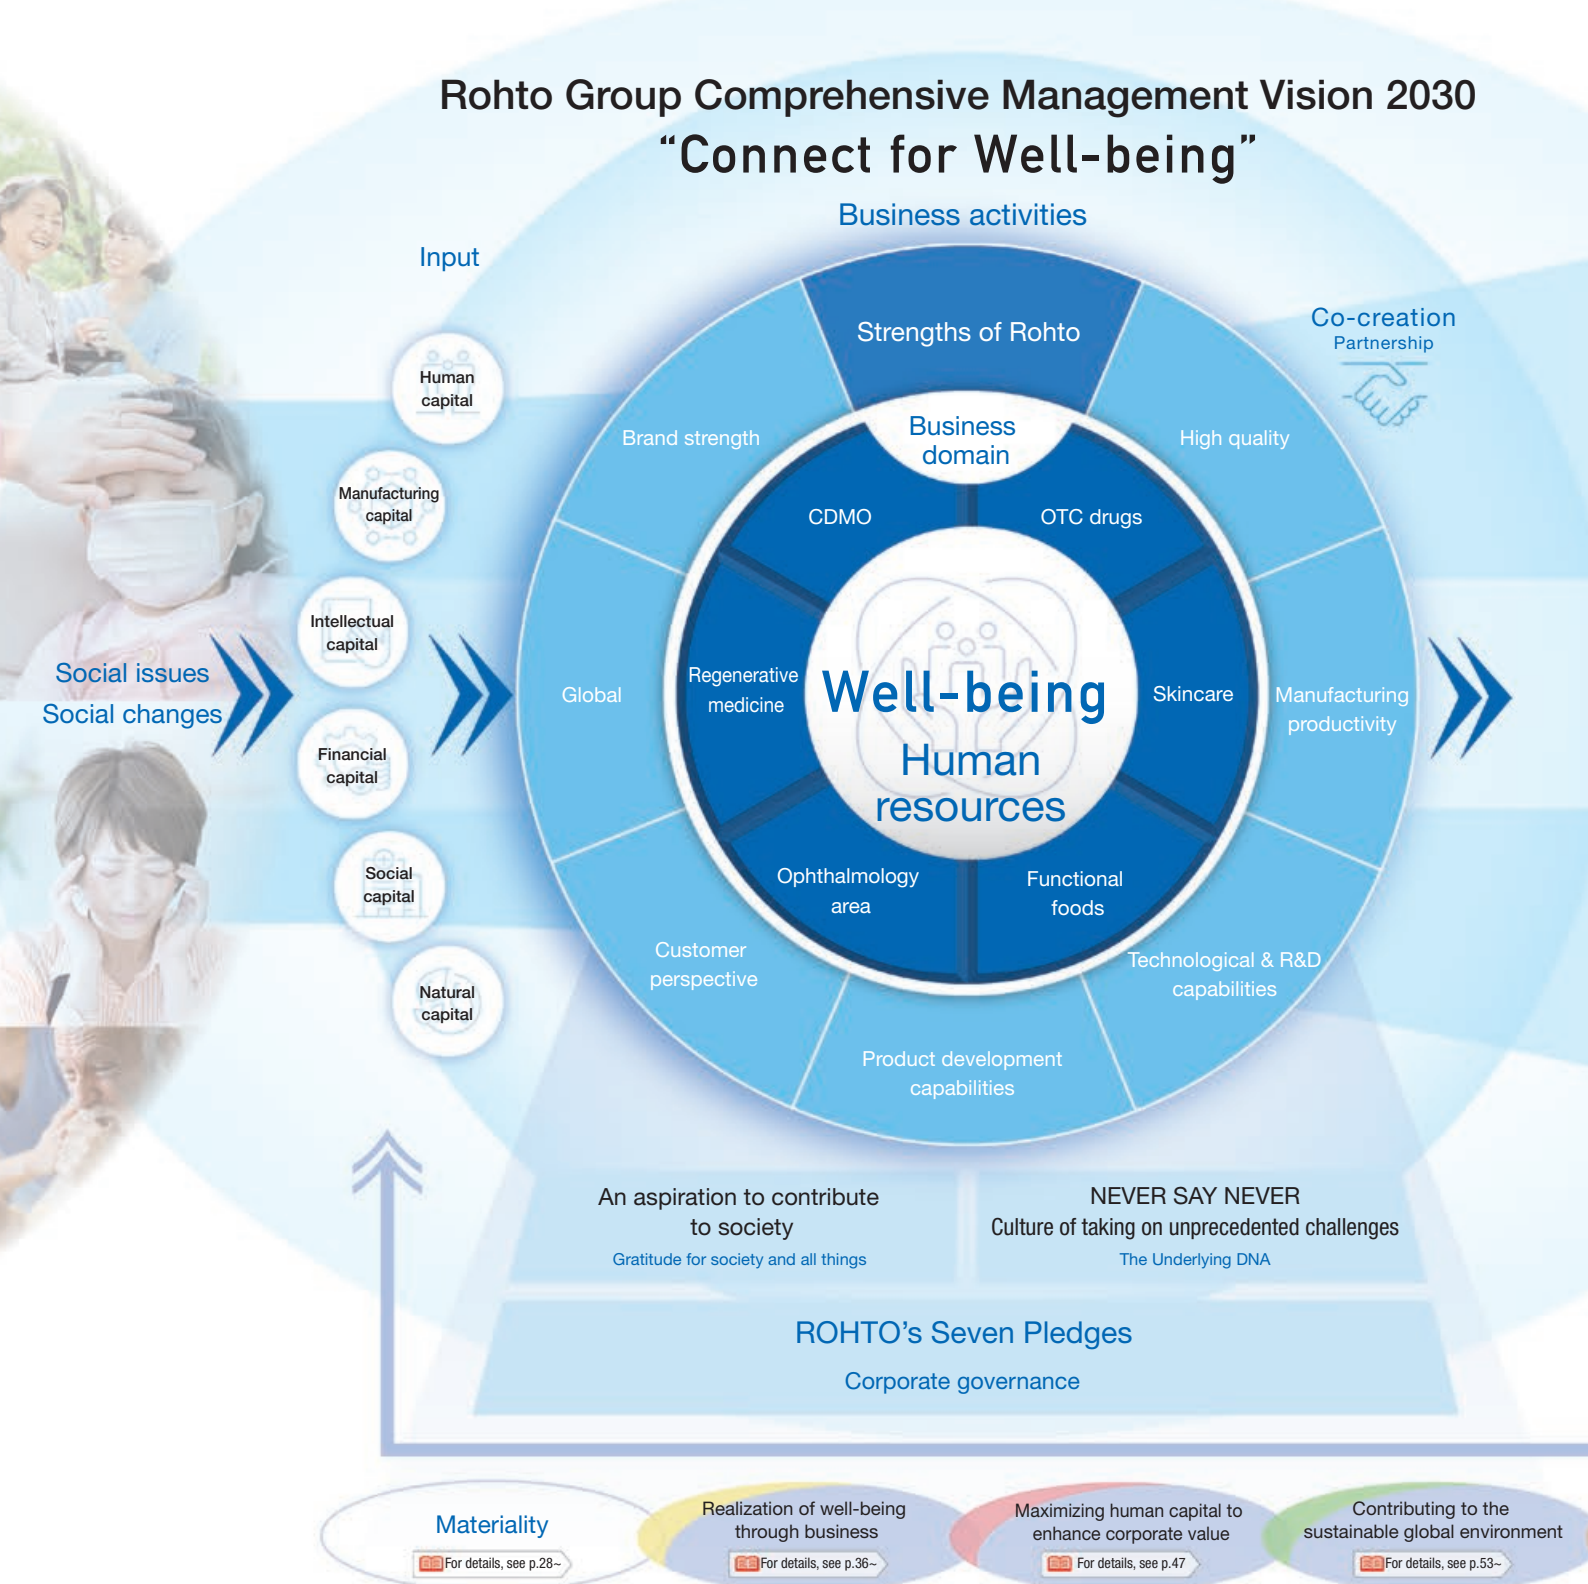 Rohto Group Comprehensive Management Vision 2030
“Connect for Well-being”
Business activities
Input
Human
capital
Manufacturing
capital
Intellectual
capital
Financial
capital
Social
capital
Natural
capital
Social issues
Social changes
Strengths of Rohto
Brand strength
High quality
Global
Manufacturing
productivity
Customer
perspective
Technological & R&D
capabilities
Product development
capabilities
Business
domain
CDMO
OTC drugs
Regenerative
medicine
Skincare
Ophthalmology
area
Functional
foods
Well-being
Human
resources
Co-creation
Partnership
An aspiration to contribute
to society
Gratitude for society and all things
NEVER SAY NEVER
Culture of taking on unprecedented challenges
The Underlying DNA
ROHTO’s Seven Pledges
Corporate governance
Materiality
For details, see p.28~
Realization of well-being
through business
For details, see p.36~
Maximizing human capital to
enhance corporate value
For details, see p.47
Contributing to the
sustainable global environment
For details, see p.53~